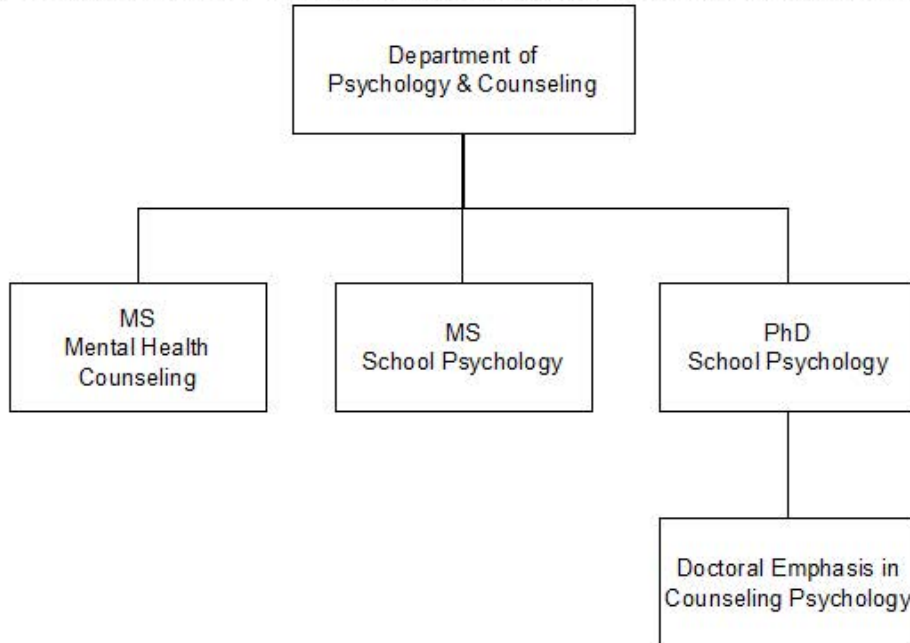 Department of
Psychology & Counseling
MS
Mental Health
Counseling
MS
School Psychology
PhD
School Psychology
Doctoral Emphasis in
Counseling Psychology